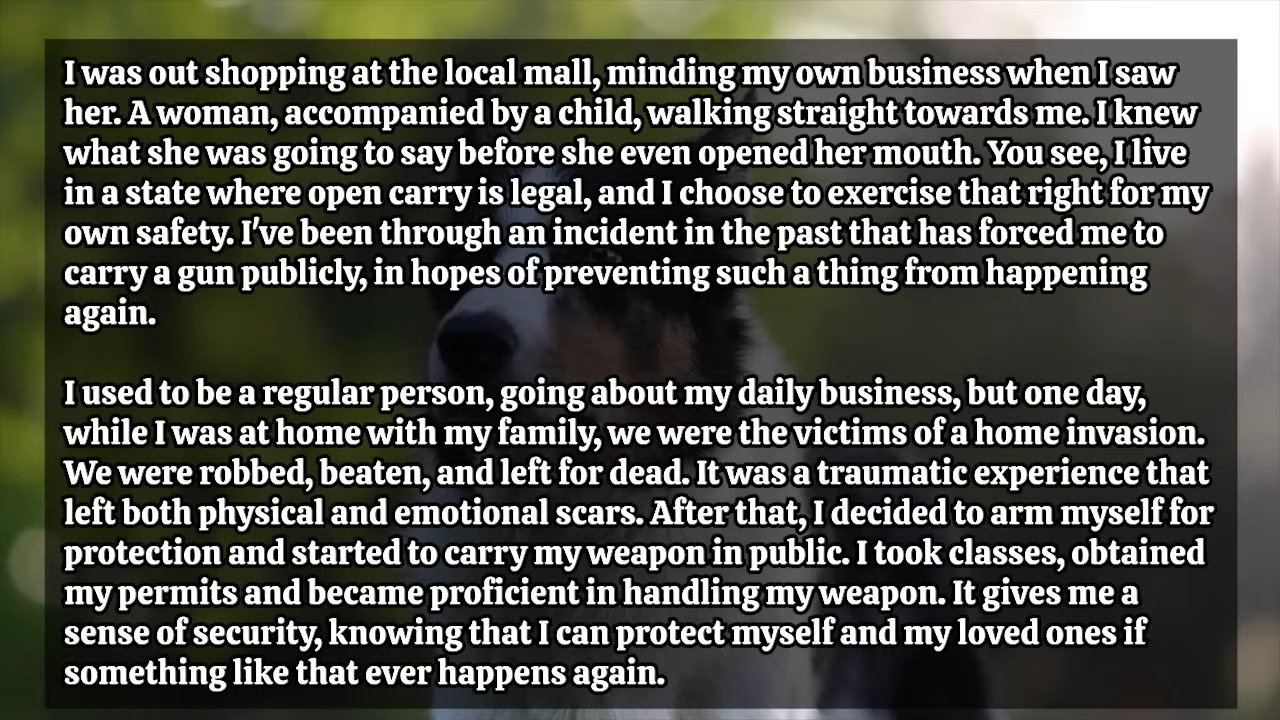 I was out shopping at the local mall, minding my own business when I saw
her. A woman, accompanied by a child, walking straight towards me. I knew
what she was going to say before she even opened her mouth. You see, I live
in a state where open carry is legal, and I choose to exercise that right for my
own safety. I've been through an incident in the past that has forced me to
carry a gun publicly, in hopes of preventing such a thing from happening
again.
I used to be a regular person, going about my daily business, but one day,
while I was at home with my family, we were the victims of a home invasion.
We were robbed, beaten, and left for dead. It was a traumatic experience that
left both physical and emotional scars. After that, I decided to arm myself for
protection and started to carry my weapon in public. I took classes, obtained
my permits and became proficient in handling my weapon. It gives me a
sense of security, knowing that I can protect myself and my loved ones if
something like that ever happens again.